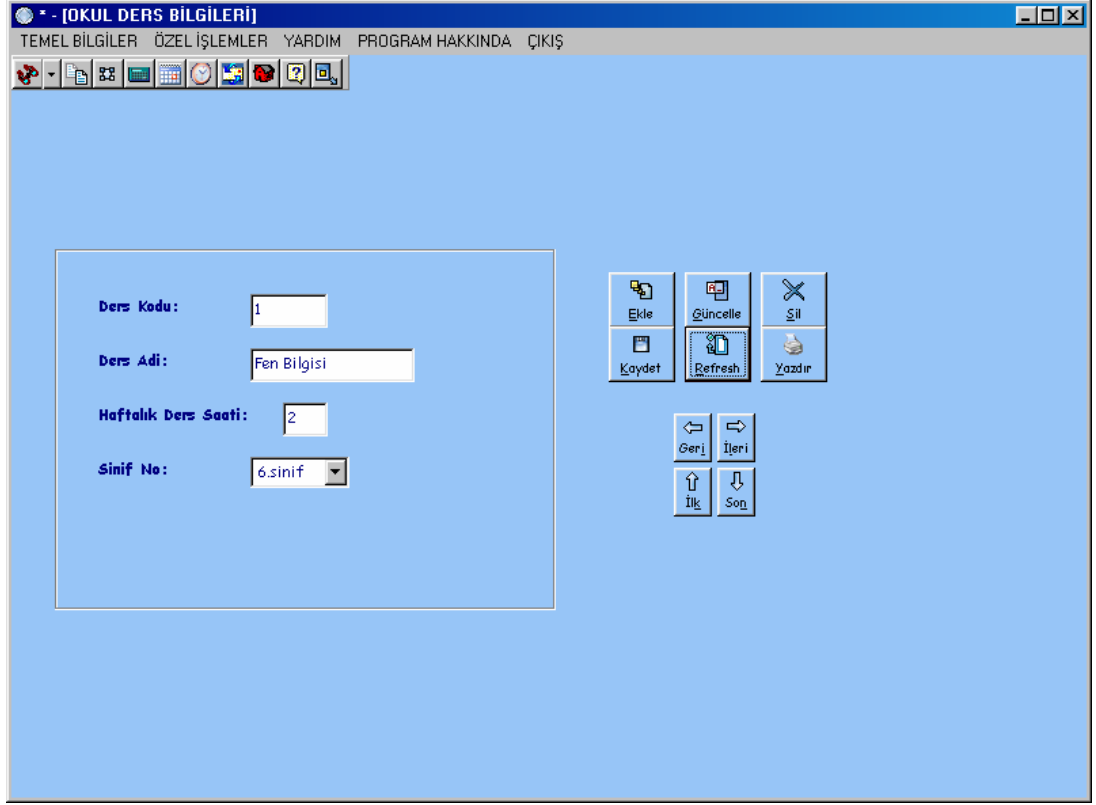 * - [OKUL DERS BİLGİLERİ]
TEMEL BİLGİLER ÖZEL İŞLEMLER YARDIM PROGRAM HAKKINDA ÇIKIŞ
Ders Kodu: 1
Ders Adi: Fen Bilgisi
Haftalık Ders Saati: 2
Sinif No: 6.sinif
Ekle Güncelle Sil
Kaydet Refresh Yazdır
Geri İleri
İlk Son